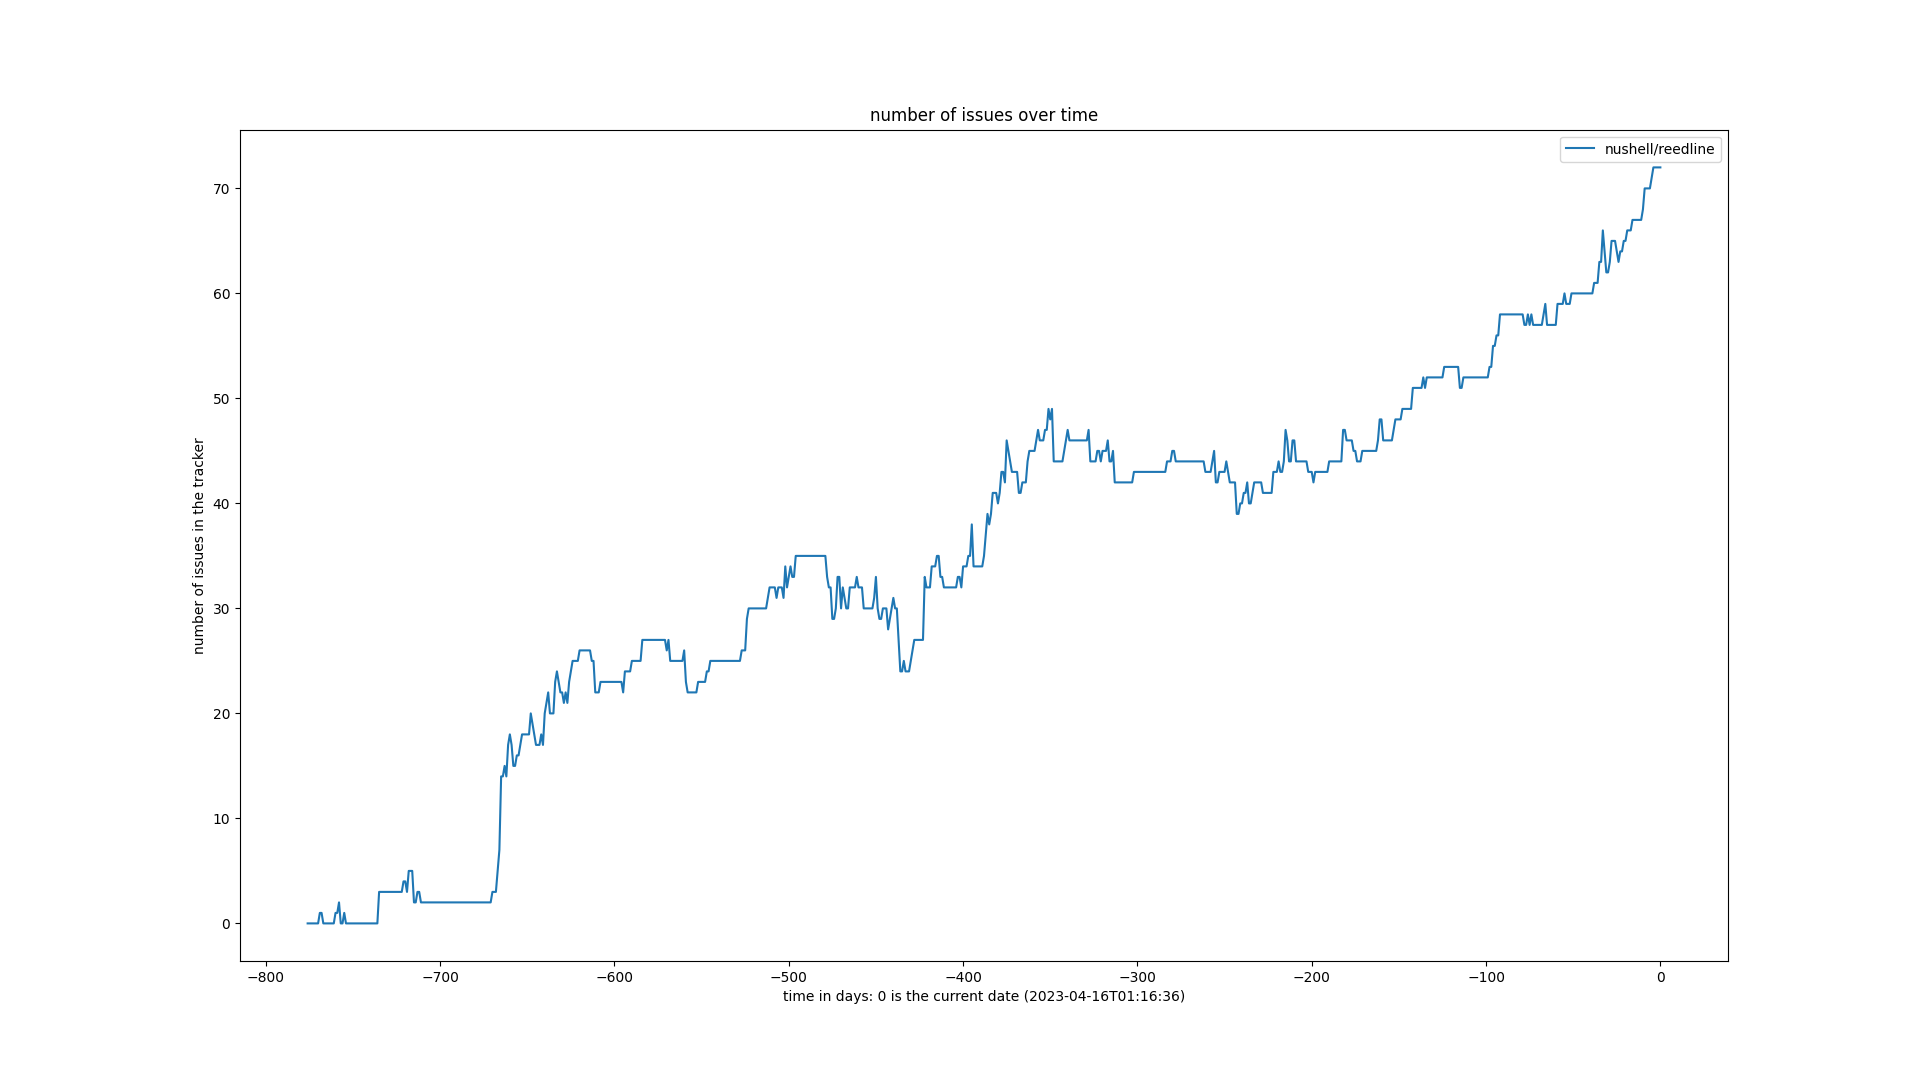 number of issues over time
nushell/reedline
70
60
50
40
30
20
10
0
number of issues in the tracker
−800 −700 −600 −500 −400 −300 −200 −100 0
time in days: 0 is the current date (2023-04-16T01:16:36)